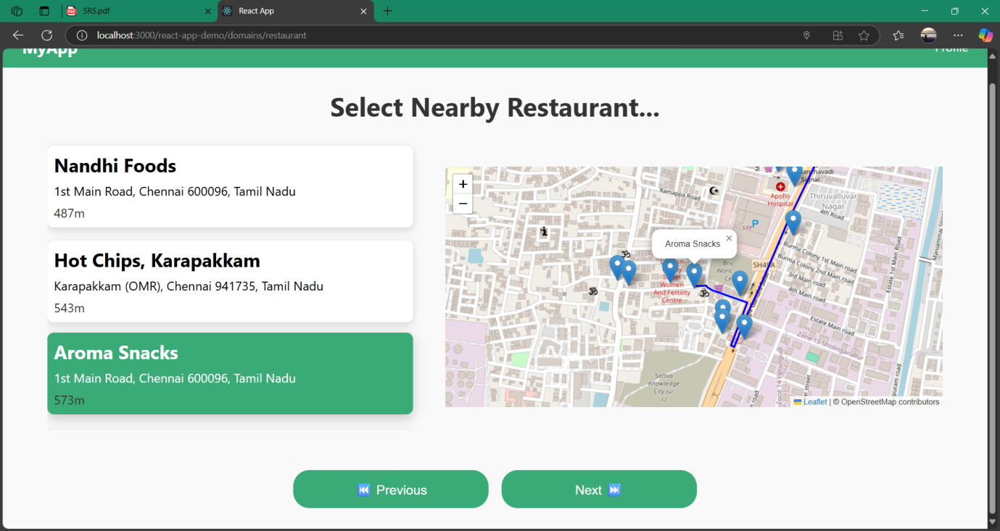 SRS.pdf
React App
localhost:3000/react-app-demo/domains/restaurant
MyApp
Profile
Select Nearby Restaurant...
Nandhi Foods
1st Main Road, Chennai 600096, Tamil Nadu
487m
Hot Chips, Karapakkam
Karapakkam (OMR), Chennai 941735, Tamil Nadu
543m
Aroma Snacks
1st Main Road, Chennai 600096, Tamil Nadu
573m
+
−
Ramappa Road
Signal
Apollo
Hospital
Thiruvalluvar
Nagar
4th Road
site
P
Aroma Snacks
Burma Colony 1st Main road
Burma Colony 2nd Main road
3rd Main road
4th Main road
SH49A
Women
And Fertility
Centre
Estate Main Road
Estate 1st Main Road
Zone 15 Sholinganallur
Zone 14 Perungudi
Sattva
Knowledge
City (u/
c)
Leaflet | © OpenStreetMap contributors
⏮ Previous
Next ⏭